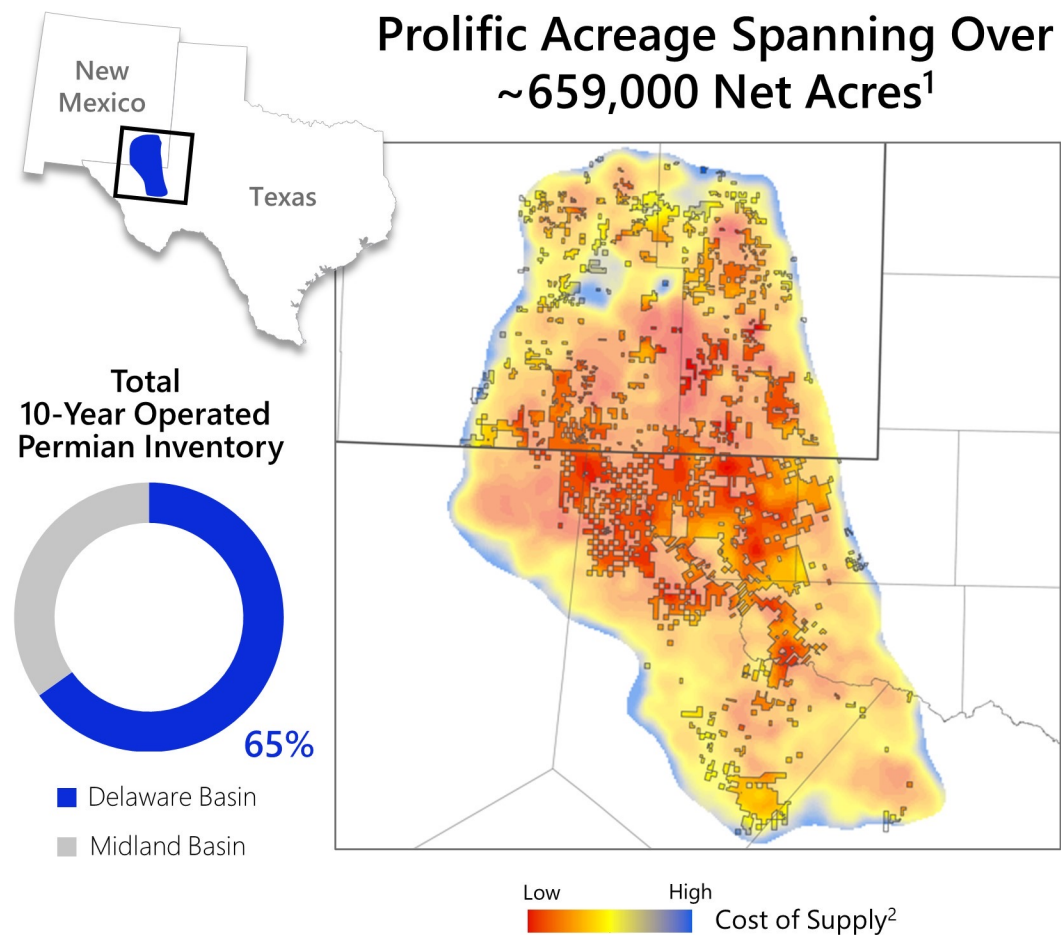 Prolific Acreage Spanning Over
~659,000 Net Acres¹
New
Mexico
Texas
Total
10-Year Operated
Permian Inventory
65%
Delaware Basin
Midland Basin
Low
High
Cost of Supply²